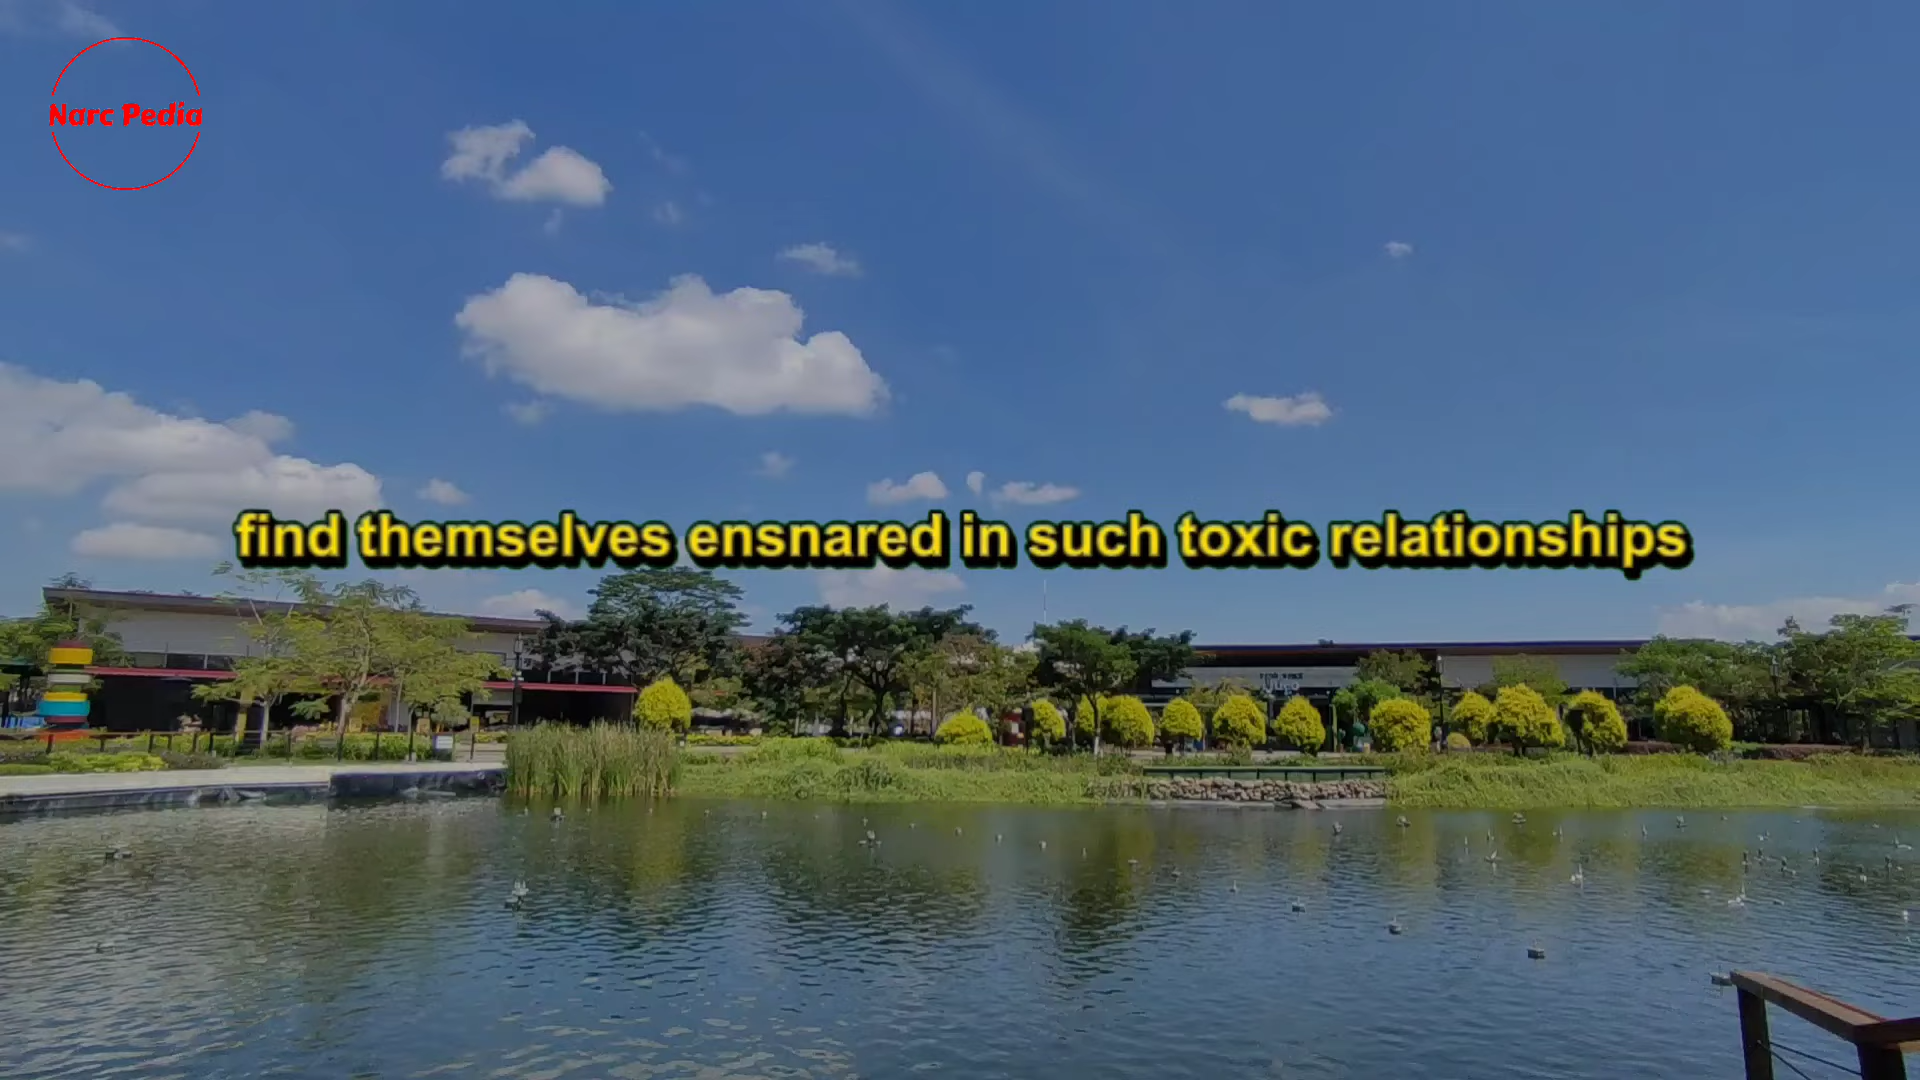 Narc Pedia
find themselves ensnared in such toxic relationships